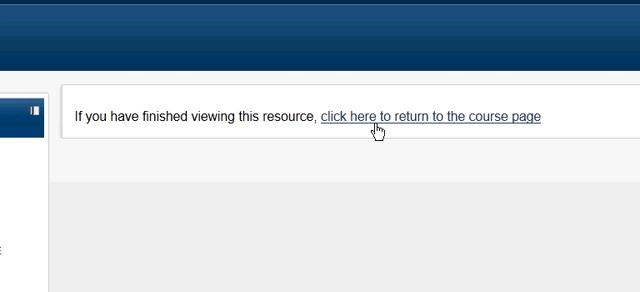 If you have finished viewing this resource, click here to return to the course page